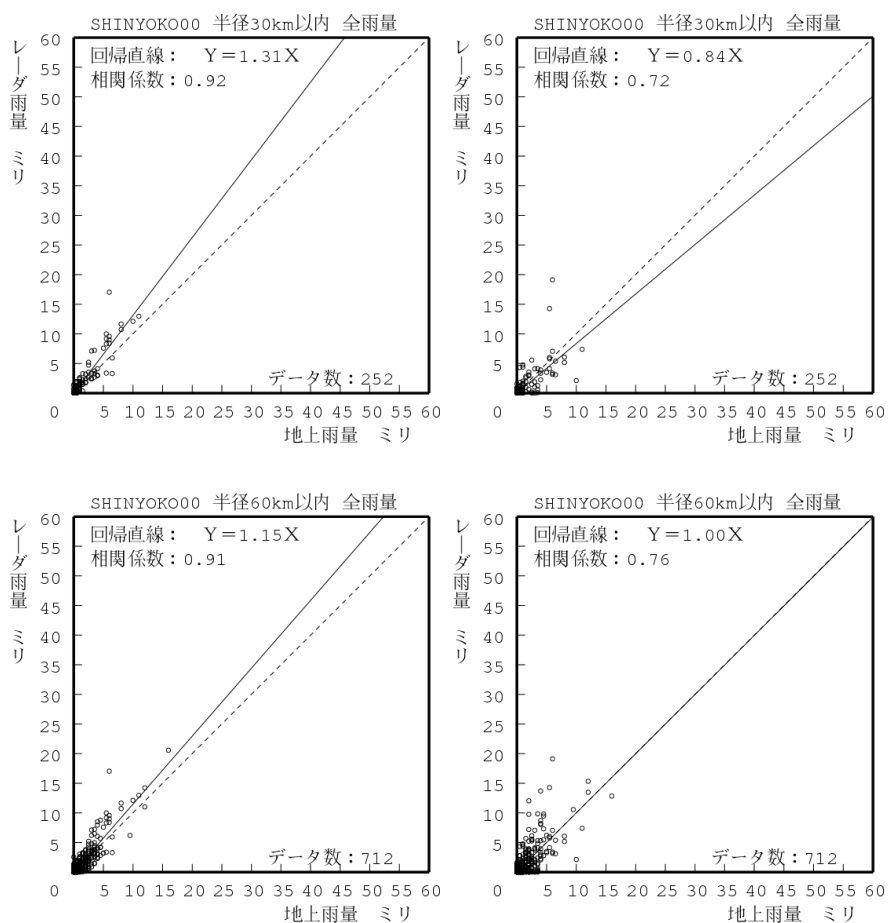 SHINYOKO00 半径30km以内 全雨量
レーダ雨量 ミリ
回帰直線： Y＝1.31X
相関係数：0.92
60
55
50
45
40
35
30
25
20
15
10
5
データ数：252
0 5 10 15 20 25 30 35 40 45 50 55 60
地上雨量 ミリ
SHINYOKO00 半径30km以内 全雨量
レーダ雨量 ミリ
回帰直線： Y＝0.84X
相関係数：0.72
60
55
50
45
40
35
30
25
20
15
10
5
データ数：252
0 5 10 15 20 25 30 35 40 45 50 55 60
地上雨量 ミリ
SHINYOKO00 半径60km以内 全雨量
レーダ雨量 ミリ
回帰直線： Y＝1.15X
相関係数：0.91
60
55
50
45
40
35
30
25
20
15
10
5
データ数：712
0 5 10 15 20 25 30 35 40 45 50 55 60
地上雨量 ミリ
SHINYOKO00 半径60km以内 全雨量
レーダ雨量 ミリ
回帰直線： Y＝1.00X
相関係数：0.76
60
55
50
45
40
35
30
25
20
15
10
5
データ数：712
0 5 10 15 20 25 30 35 40 45 50 55 60
地上雨量 ミリ